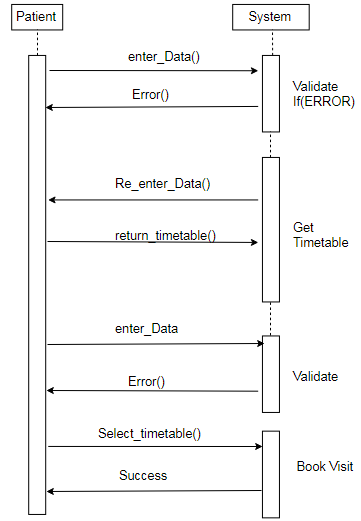 Patient
System
enter_Data()
Error()
Validate
If(ERROR)
Re_enter_Data()
return_timetable()
Get
Timetable
enter_Data
Error()
Validate
Select_timetable()
Success
Book Visit